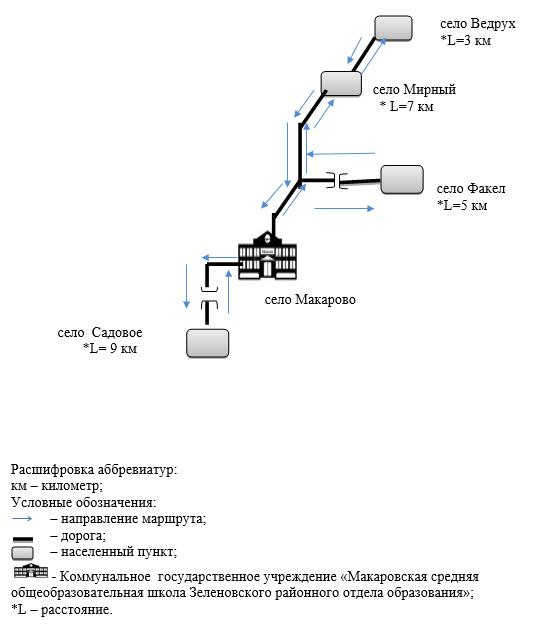 село Ведрух
*L=3 км
село Мирный
* L=7 км
село Факел
*L=5 км
село Макарово
село Садовое
*L= 9 км
Расшифровка аббревиатур:
км – километр;
Условные обозначения:
– направление маршрута;
– дорога;
– населенный пункт;
- Коммунальное государственное учреждение «Макаровская средняя
общеобразовательная школа Зеленовского районного отдела образования»;
*L – расстояние.